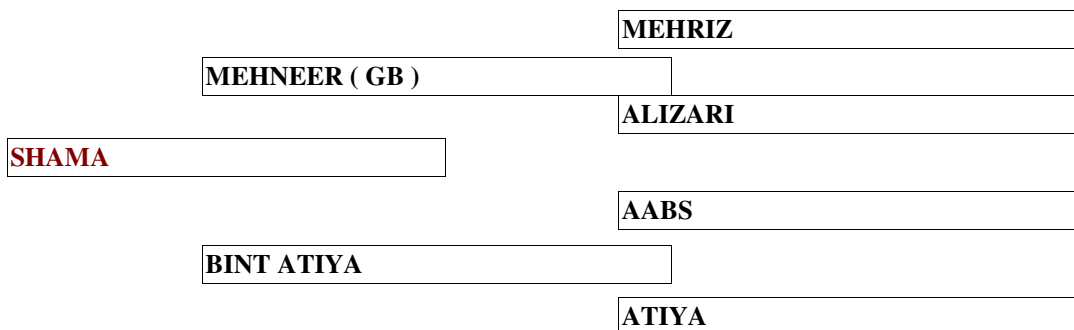 MEHRIZ
MEHNEER ( GB )
ALIZARI
SHAMA
AABS
BINT ATIYA
ATIYA